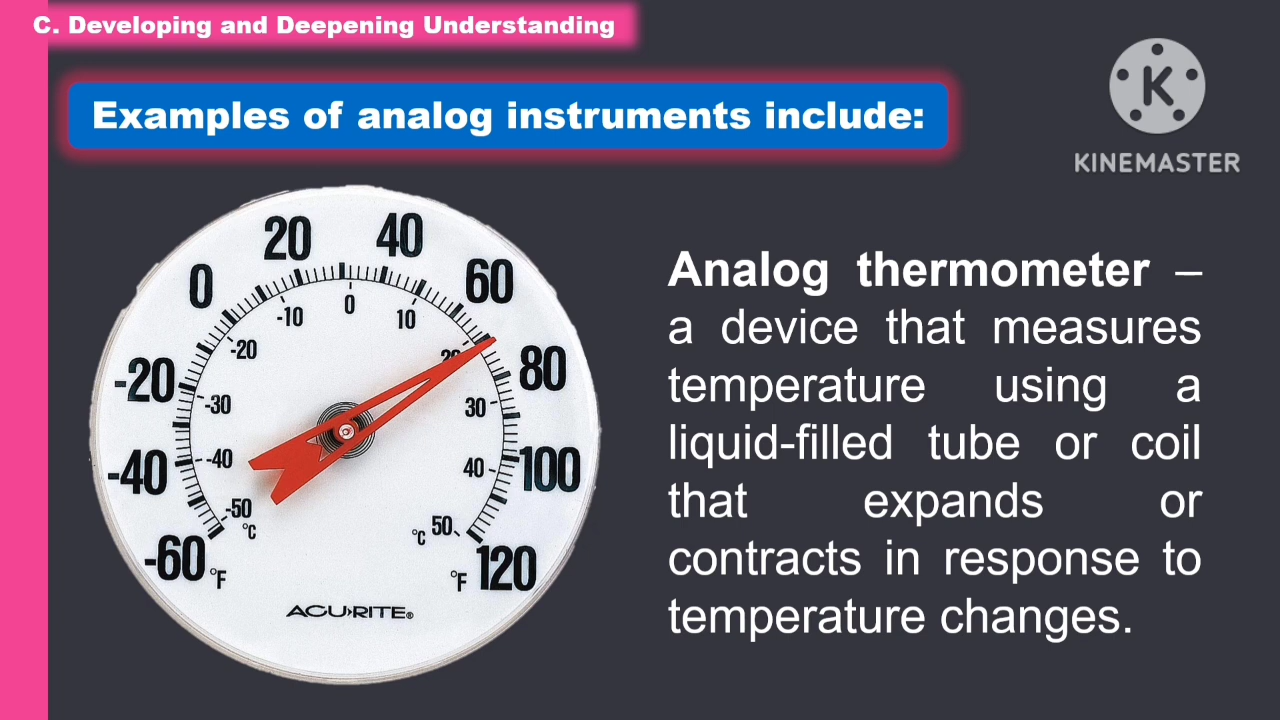 C. Developing and Deepening Understanding
Examples of analog instruments include:
KINEMASTER
Analog thermometer –
a device that measures
temperature using a
liquid-filled tube or coil
that expands or
contracts in response to
temperature changes.
20
40
0
60
-20
80
-40
100
-60
°F
°F
120
-10
0
10
-20
-30
30
-40
40
-50
°C
°C
50
ACU›RITE®